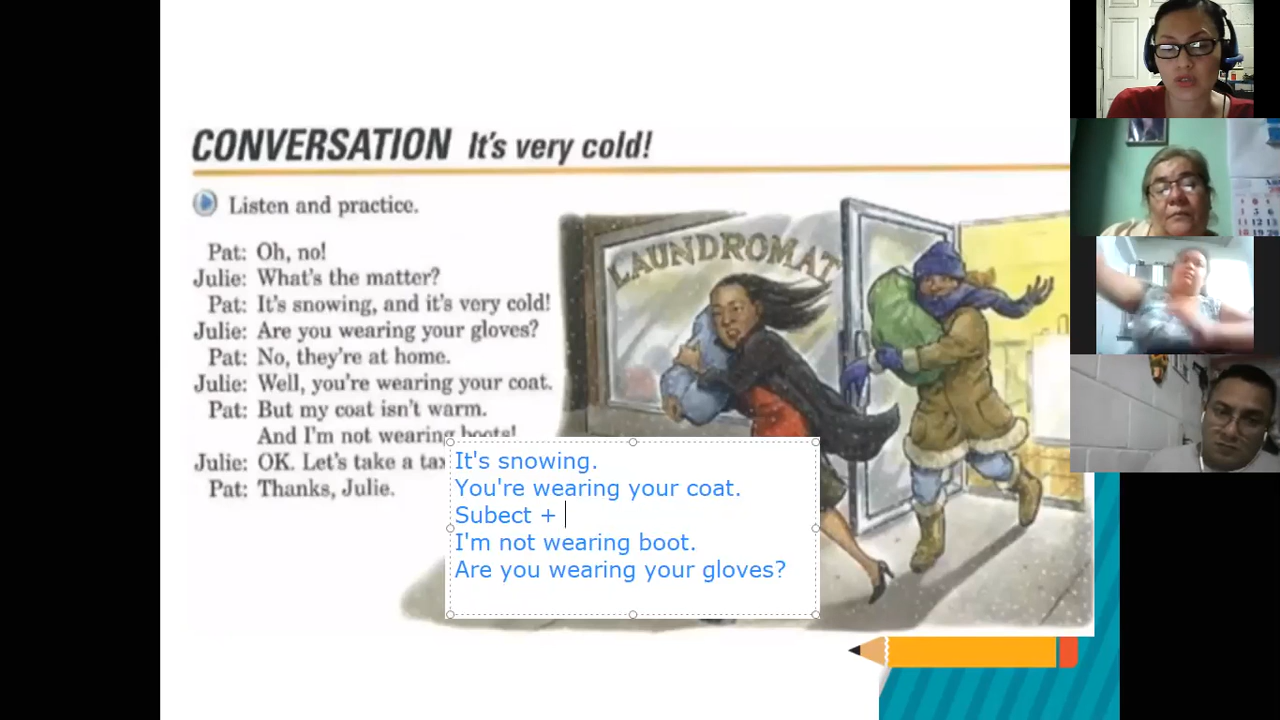 CONVERSATION It's very cold!
Listen and practice.
Pat: Oh, no!
Julie: What's the matter?
Pat: It's snowing, and it's very cold!
Julie: Are you wearing your gloves?
Pat: No, they're at home.
Julie: Well, you're wearing your coat.
Pat: But my coat isn't warm.
And I'm not wearing boots!
Julie: OK. Let's take a
Pat: Thanks, Julie.
LAUNDROMAT
It's snowing.
You're wearing your coat.
Subect +
I'm not wearing boot.
Are you wearing your gloves?